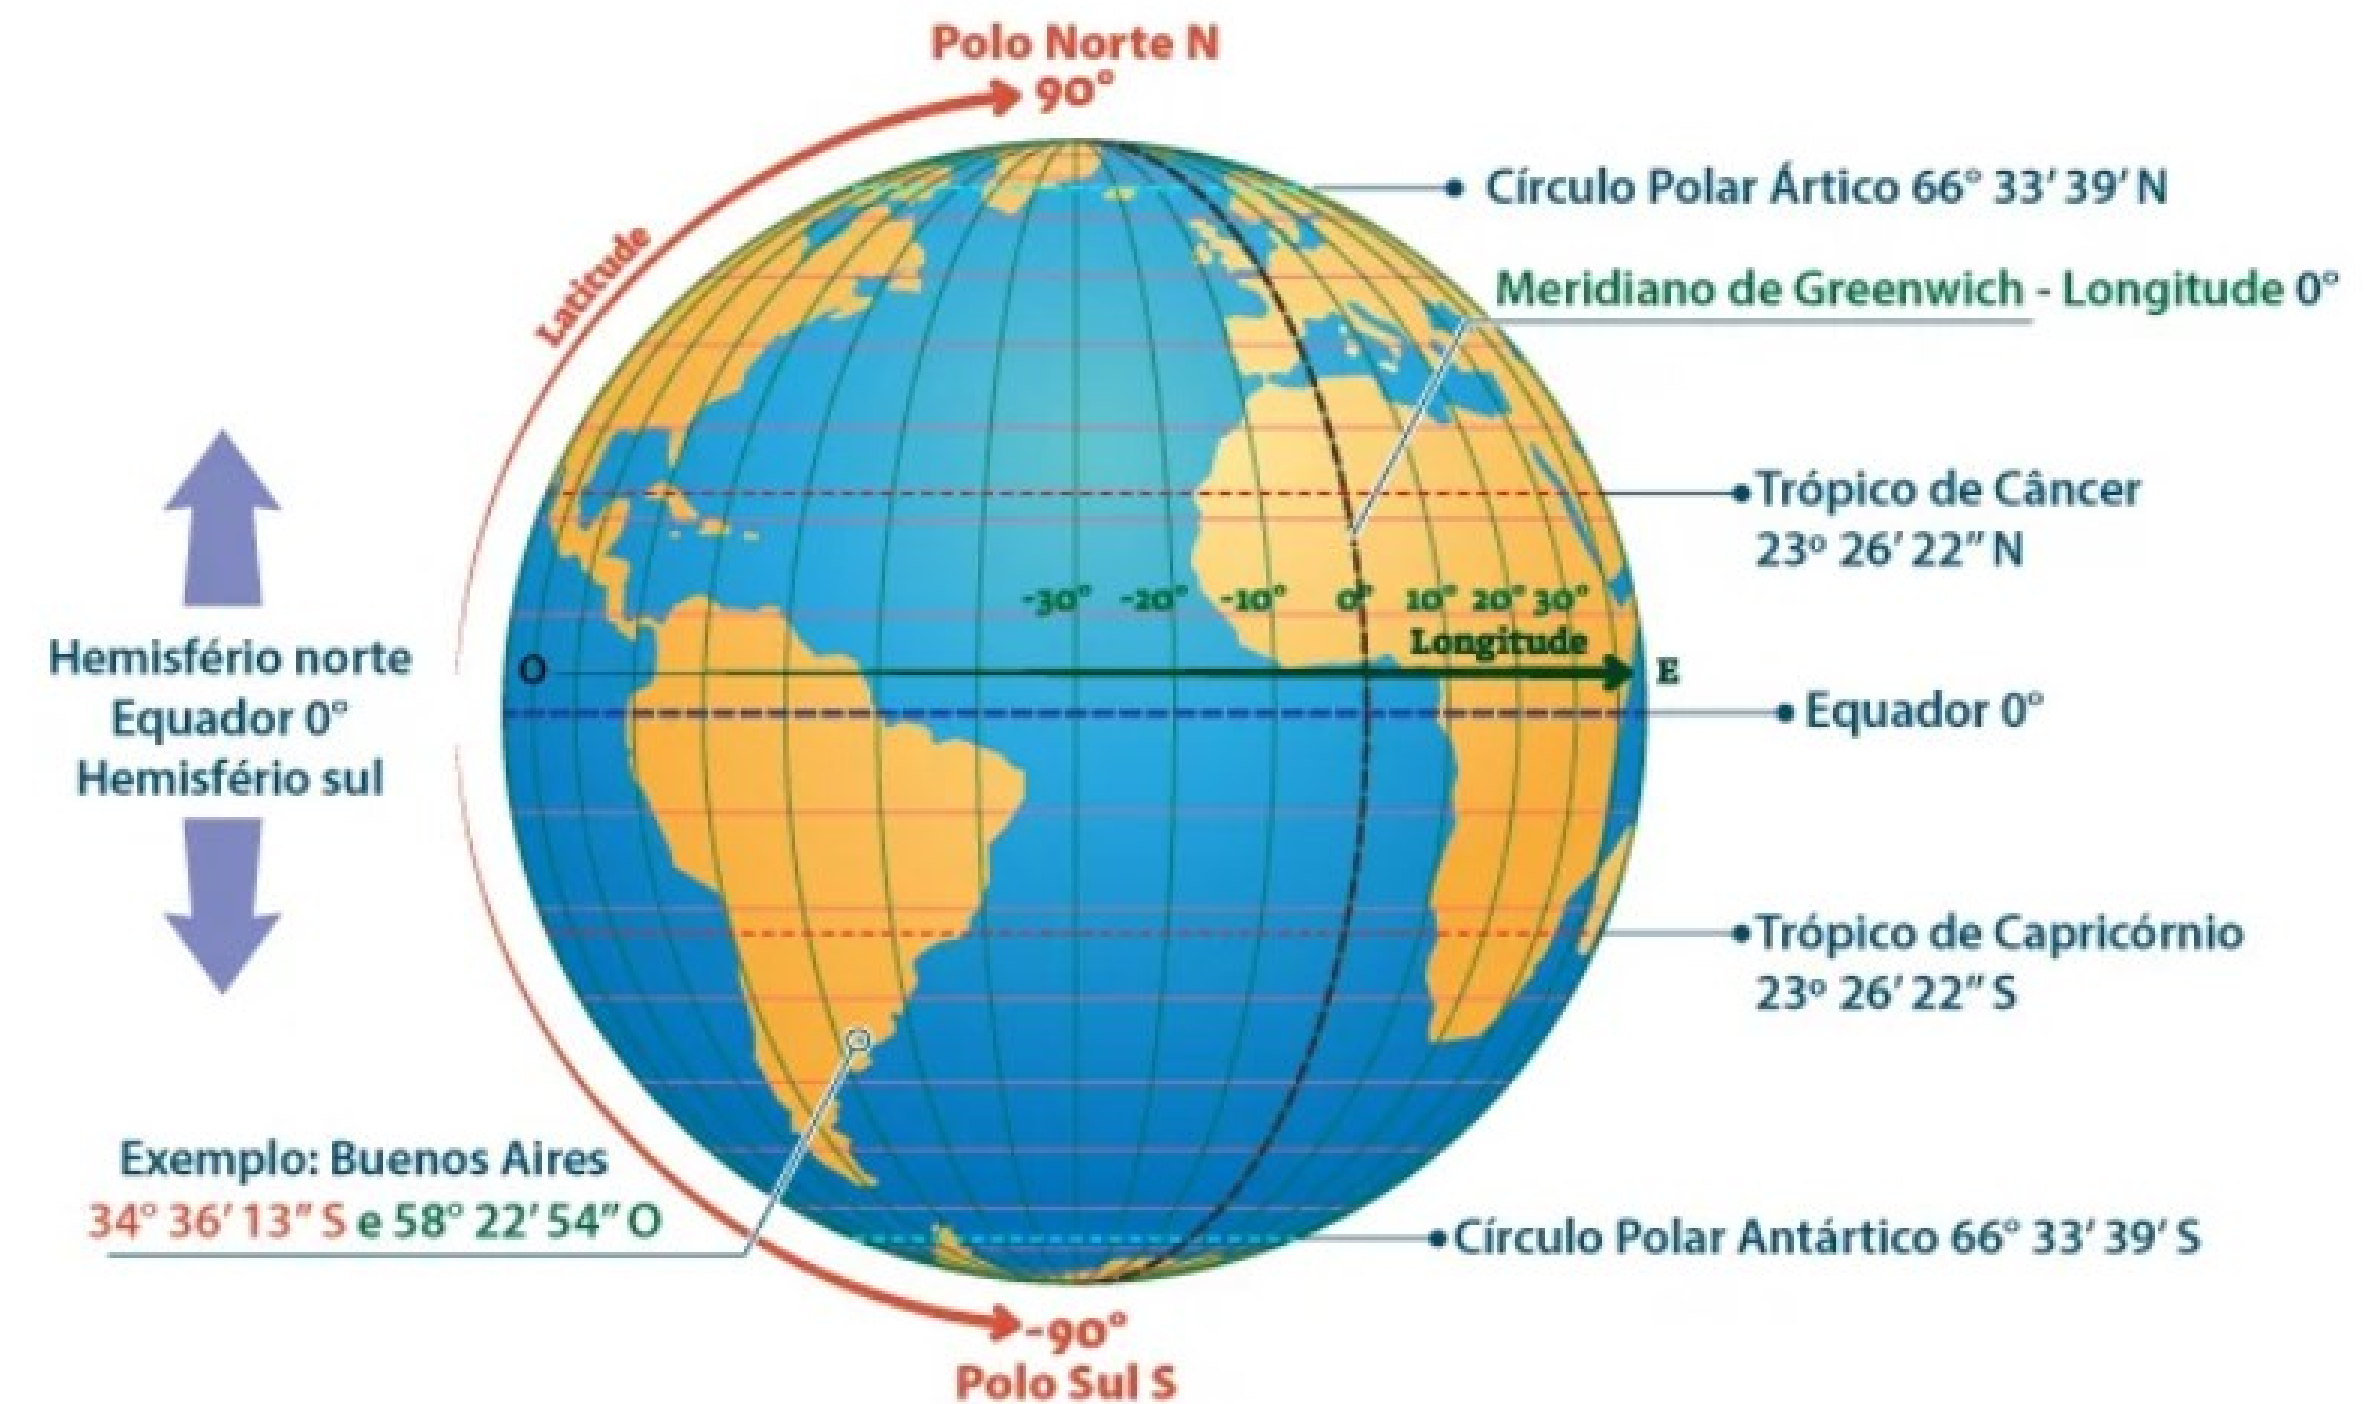 Polo Norte N
90°
Círculo Polar Ártico 66° 33′ 39′ N
Latitude
Meridiano de Greenwich - Longitude 0°
Trópico de Câncer
23º 26′ 22″ N
-30° -20° -10° 0° 10° 20° 30°
Longitude
O
E
Hemisfério norte
Equador 0°
Hemisfério sul
Equador 0°
Trópico de Capricórnio
23º 26′ 22″ S
Exemplo: Buenos Aires
34° 36′ 13″ S e 58° 22′ 54″ O
Círculo Polar Antártico 66° 33′ 39′ S
-90°
Polo Sul S